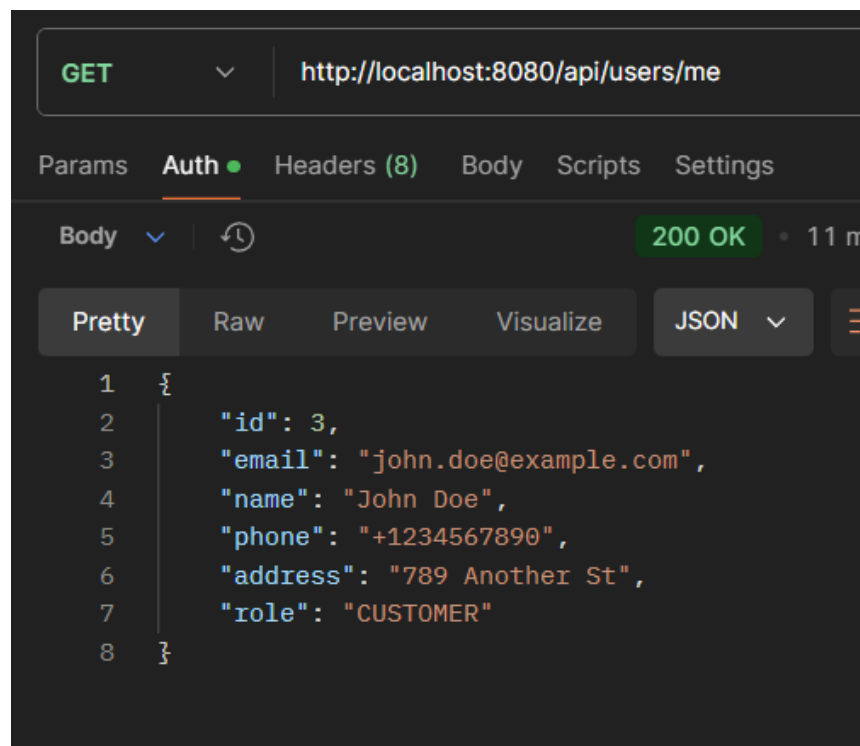 GET http://localhost:8080/api/users/me
Params Auth Headers (8) Body Scripts Settings
Body 200 OK • 11 m
Pretty Raw Preview Visualize JSON
1 {
2 "id": 3,
3 "email": "john.doe@example.com",
4 "name": "John Doe",
5 "phone": "+1234567890",
6 "address": "789 Another St",
7 "role": "CUSTOMER"
8 }